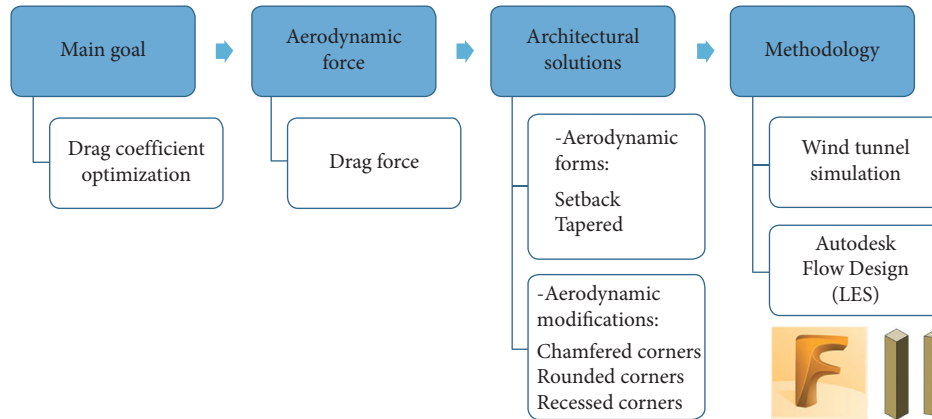 Main goal
Drag coefficient
optimization
Aerodynamic
force
Drag force
Architectural
solutions
-Aerodynamic
forms:
Setback
Tapered
-Aerodynamic
modifications:
Chamfered corners
Rounded corners
Recessed corners
Methodology
Wind tunnel
simulation
Autodesk
Flow Design
(LES)